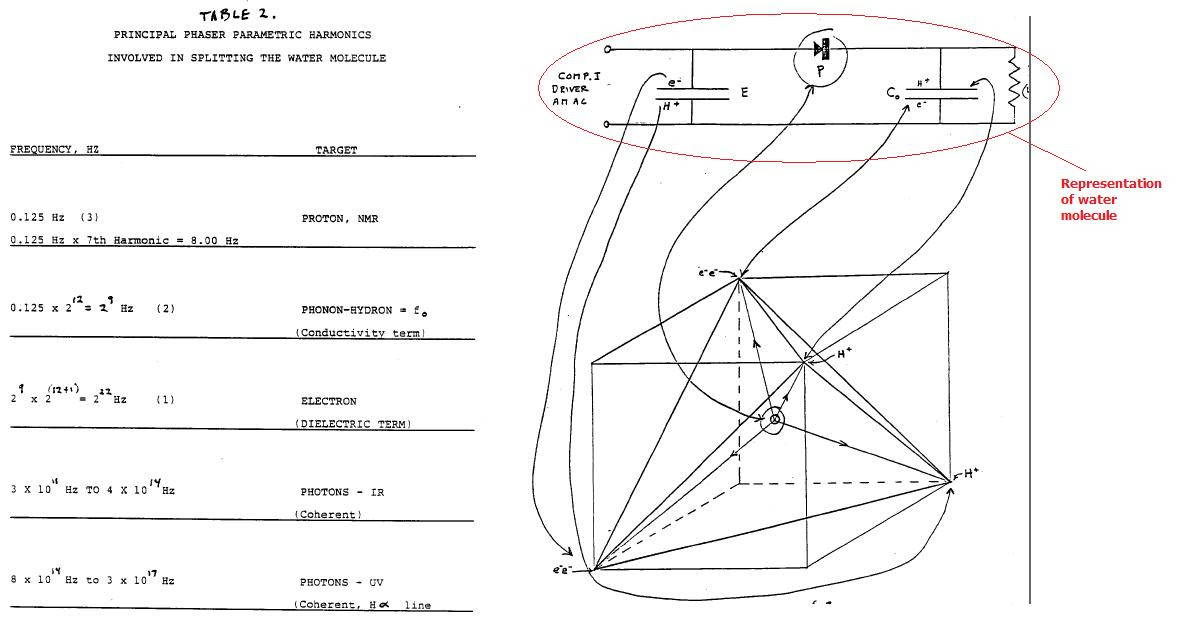 TABLE 2.
PRINCIPAL PHASER PARAMETRIC HARMONICS
INVOLVED IN SPLITTING THE WATER MOLECULE
FREQUENCY, HZ TARGET
0.125 Hz (3) PROTON, NMR
0.125 Hz x 7th Harmonic = 8.00 Hz
0.125 x 2¹² = 2⁹ Hz (2) PHONON-HYDRON = f₀
(Conductivity term)
2⁹ x 2⁽¹²⁺¹⁾ = 2²² Hz (1) ELECTRON
(DIELECTRIC TERM)
3 X 10¹¹ Hz TO 4 X 10¹⁴ Hz PHOTONS - IR
(Coherent)
8 x 10¹⁴ Hz to 3 x 10¹⁷ Hz PHOTONS - UV
(Coherent, Hα line
COMP. I
DRIVER
AM AC
e⁻
H⁺
E
P
C₀
H⁺
e⁻
Representation
of water
molecule
e⁻e⁻
H⁺
H⁺
e⁻e⁻